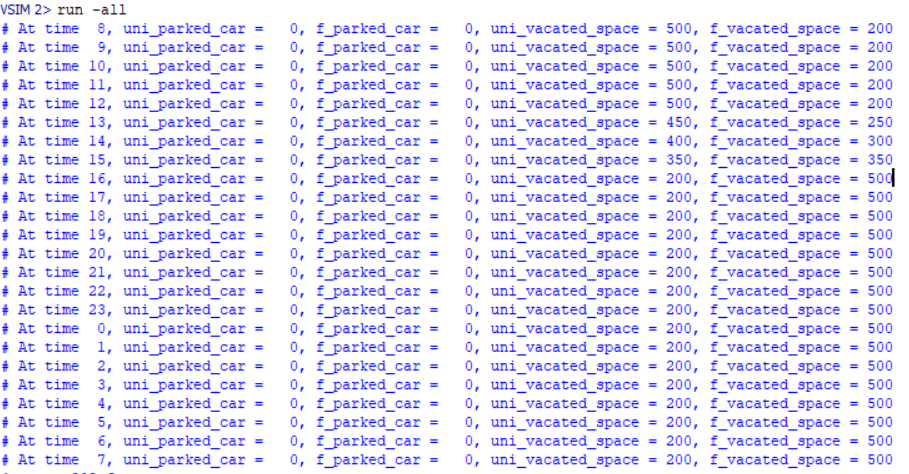 VSIM 2> run -all
# At time  8, uni_parked_car =   0, f_parked_car =   0, uni_vacated_space = 500, f_vacated_space = 200
# At time  9, uni_parked_car =   0, f_parked_car =   0, uni_vacated_space = 500, f_vacated_space = 200
# At time 10, uni_parked_car =   0, f_parked_car =   0, uni_vacated_space = 500, f_vacated_space = 200
# At time 11, uni_parked_car =   0, f_parked_car =   0, uni_vacated_space = 500, f_vacated_space = 200
# At time 12, uni_parked_car =   0, f_parked_car =   0, uni_vacated_space = 500, f_vacated_space = 200
# At time 13, uni_parked_car =   0, f_parked_car =   0, uni_vacated_space = 450, f_vacated_space = 250
# At time 14, uni_parked_car =   0, f_parked_car =   0, uni_vacated_space = 400, f_vacated_space = 300
# At time 15, uni_parked_car =   0, f_parked_car =   0, uni_vacated_space = 350, f_vacated_space = 350
# At time 16, uni_parked_car =   0, f_parked_car =   0, uni_vacated_space = 200, f_vacated_space = 500
# At time 17, uni_parked_car =   0, f_parked_car =   0, uni_vacated_space = 200, f_vacated_space = 500
# At time 18, uni_parked_car =   0, f_parked_car =   0, uni_vacated_space = 200, f_vacated_space = 500
# At time 19, uni_parked_car =   0, f_parked_car =   0, uni_vacated_space = 200, f_vacated_space = 500
# At time 20, uni_parked_car =   0, f_parked_car =   0, uni_vacated_space = 200, f_vacated_space = 500
# At time 21, uni_parked_car =   0, f_parked_car =   0, uni_vacated_space = 200, f_vacated_space = 500
# At time 22, uni_parked_car =   0, f_parked_car =   0, uni_vacated_space = 200, f_vacated_space = 500
# At time 23, uni_parked_car =   0, f_parked_car =   0, uni_vacated_space = 200, f_vacated_space = 500
# At time  0, uni_parked_car =   0, f_parked_car =   0, uni_vacated_space = 200, f_vacated_space = 500
# At time  1, uni_parked_car =   0, f_parked_car =   0, uni_vacated_space = 200, f_vacated_space = 500
# At time  2, uni_parked_car =   0, f_parked_car =   0, uni_vacated_space = 200, f_vacated_space = 500
# At time  3, uni_parked_car =   0, f_parked_car =   0, uni_vacated_space = 200, f_vacated_space = 500
# At time  4, uni_parked_car =   0, f_parked_car =   0, uni_vacated_space = 200, f_vacated_space = 500
# At time  5, uni_parked_car =   0, f_parked_car =   0, uni_vacated_space = 200, f_vacated_space = 500
# At time  6, uni_parked_car =   0, f_parked_car =   0, uni_vacated_space = 200, f_vacated_space = 500
# At time  7, uni_parked_car =   0, f_parked_car =   0, uni_vacated_space = 200, f_vacated_space = 500